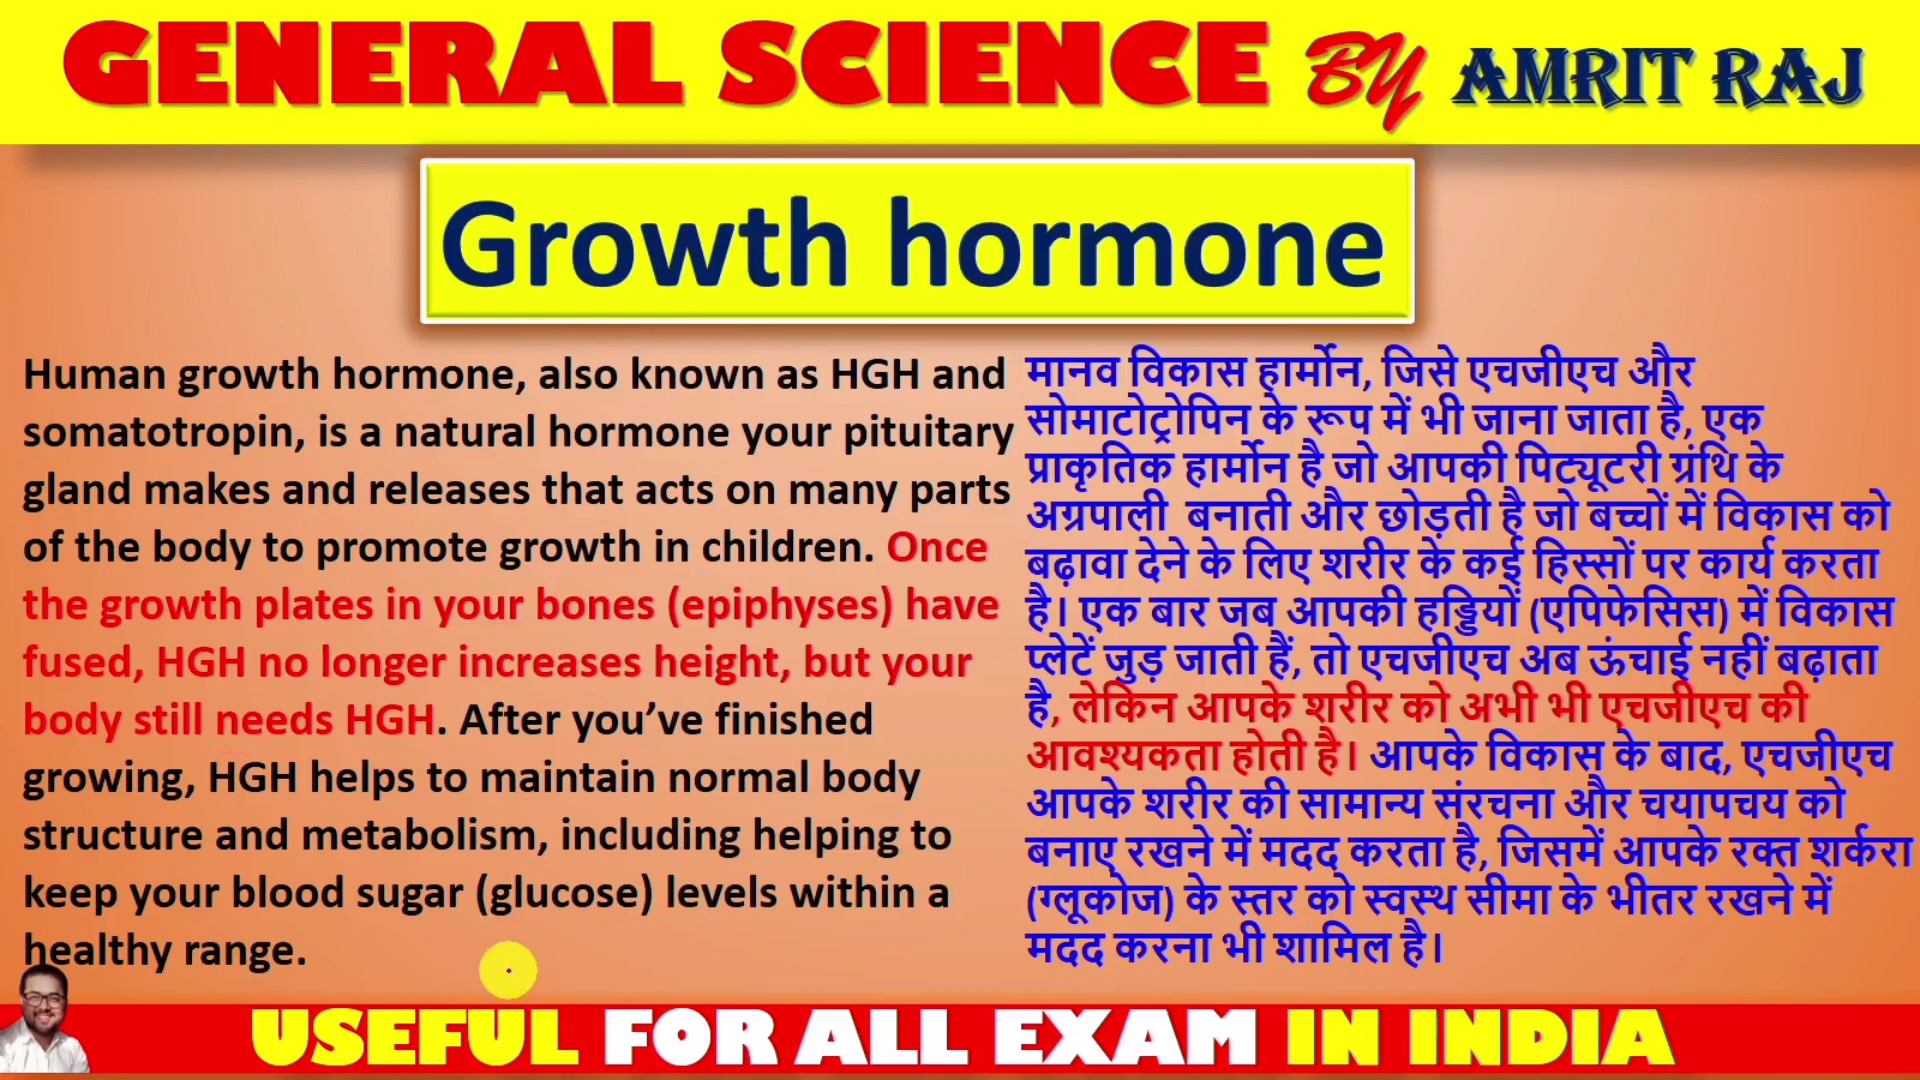 GENERAL SCIENCE BY AMRIT RAJ
Growth hormone
Human growth hormone, also known as HGH and
somatotropin, is a natural hormone your pituitary
gland makes and releases that acts on many parts
of the body to promote growth in children. Once
the growth plates in your bones (epiphyses) have
fused, HGH no longer increases height, but your
body still needs HGH. After you’ve finished
growing, HGH helps to maintain normal body
structure and metabolism, including helping to
keep your blood sugar (glucose) levels within a
healthy range.
मानव विकास हार्मोन, जिसे एचजीएच और
सोमाटोट्रोपिन के रूप में भी जाना जाता है, एक
प्राकृतिक हार्मोन है जो आपकी पिट्यूटरी ग्रंथि के
अग्रपाली बनाती और छोड़ती है जो बच्चों में विकास को
बढ़ावा देने के लिए शरीर के कई हिस्सों पर कार्य करता
है। एक बार जब आपकी हड्डियों (एपिफेसिस) में विकास
प्लेटें जुड़ जाती हैं, तो एचजीएच अब ऊंचाई नहीं बढ़ाता
है, लेकिन आपके शरीर को अभी भी एचजीएच की
आवश्यकता होती है। आपके विकास के बाद, एचजीएच
आपके शरीर की सामान्य संरचना और चयापचय को
बनाए रखने में मदद करता है, जिसमें आपके रक्त शर्करा
(ग्लूकोज) के स्तर को स्वस्थ सीमा के भीतर रखने में
मदद करना भी शामिल है।
USEFUL FOR ALL EXAM IN INDIA